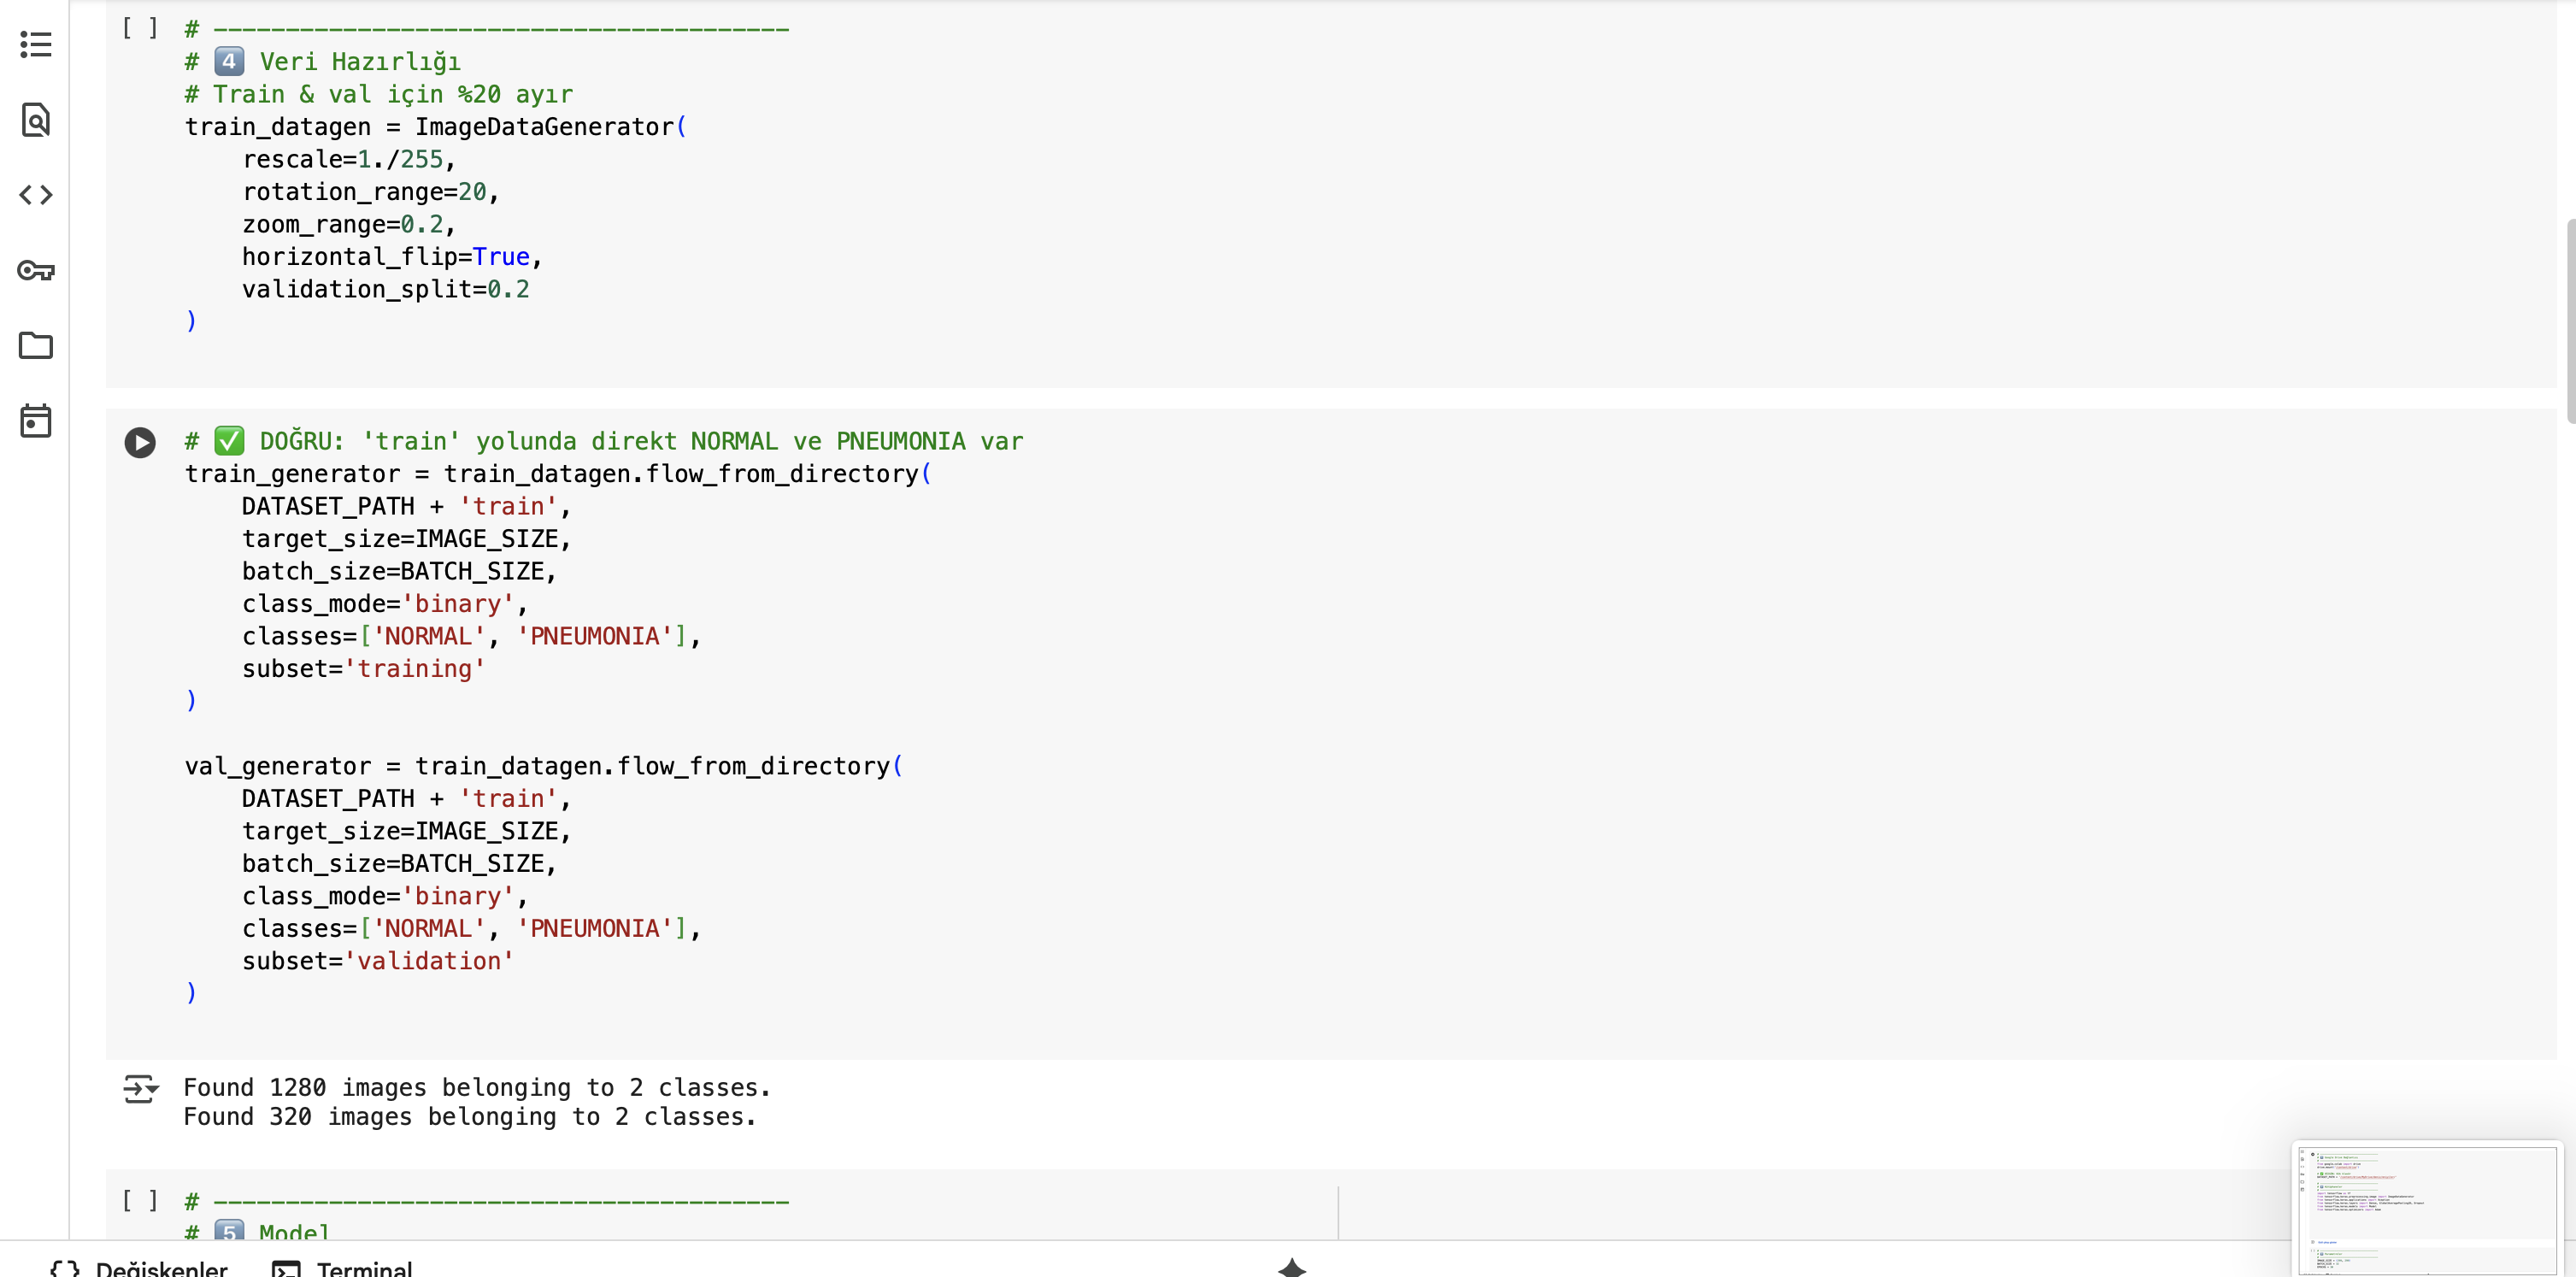 [ ] # ----------------------------------------
# 4️⃣ Veri Hazırlığı
# Train & val için %20 ayır
train_datagen = ImageDataGenerator(
    rescale=1./255,
    rotation_range=20,
    zoom_range=0.2,
    horizontal_flip=True,
    validation_split=0.2
)
# ✅ DOĞRU: 'train' yolunda direkt NORMAL ve PNEUMONIA var
train_generator = train_datagen.flow_from_directory(
    DATASET_PATH + 'train',
    target_size=IMAGE_SIZE,
    batch_size=BATCH_SIZE,
    class_mode='binary',
    classes=['NORMAL', 'PNEUMONIA'],
    subset='training'
)
val_generator = train_datagen.flow_from_directory(
    DATASET_PATH + 'train',
    target_size=IMAGE_SIZE,
    batch_size=BATCH_SIZE,
    class_mode='binary',
    classes=['NORMAL', 'PNEUMONIA'],
    subset='validation'
)
Found 1280 images belonging to 2 classes.
Found 320 images belonging to 2 classes.
[ ] # ----------------------------------------
# 5️⃣ Model
{ } Değişkenler Terminal